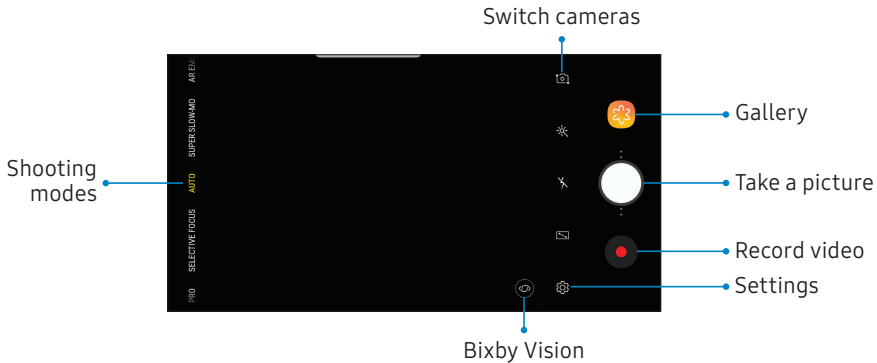 Switch cameras
AR EM
SUPER SLOW-MO
AUTO
SELECTIVE FOCUS
PRO
Shooting
modes
Gallery
Take a picture
Record video
Settings
Bixby Vision